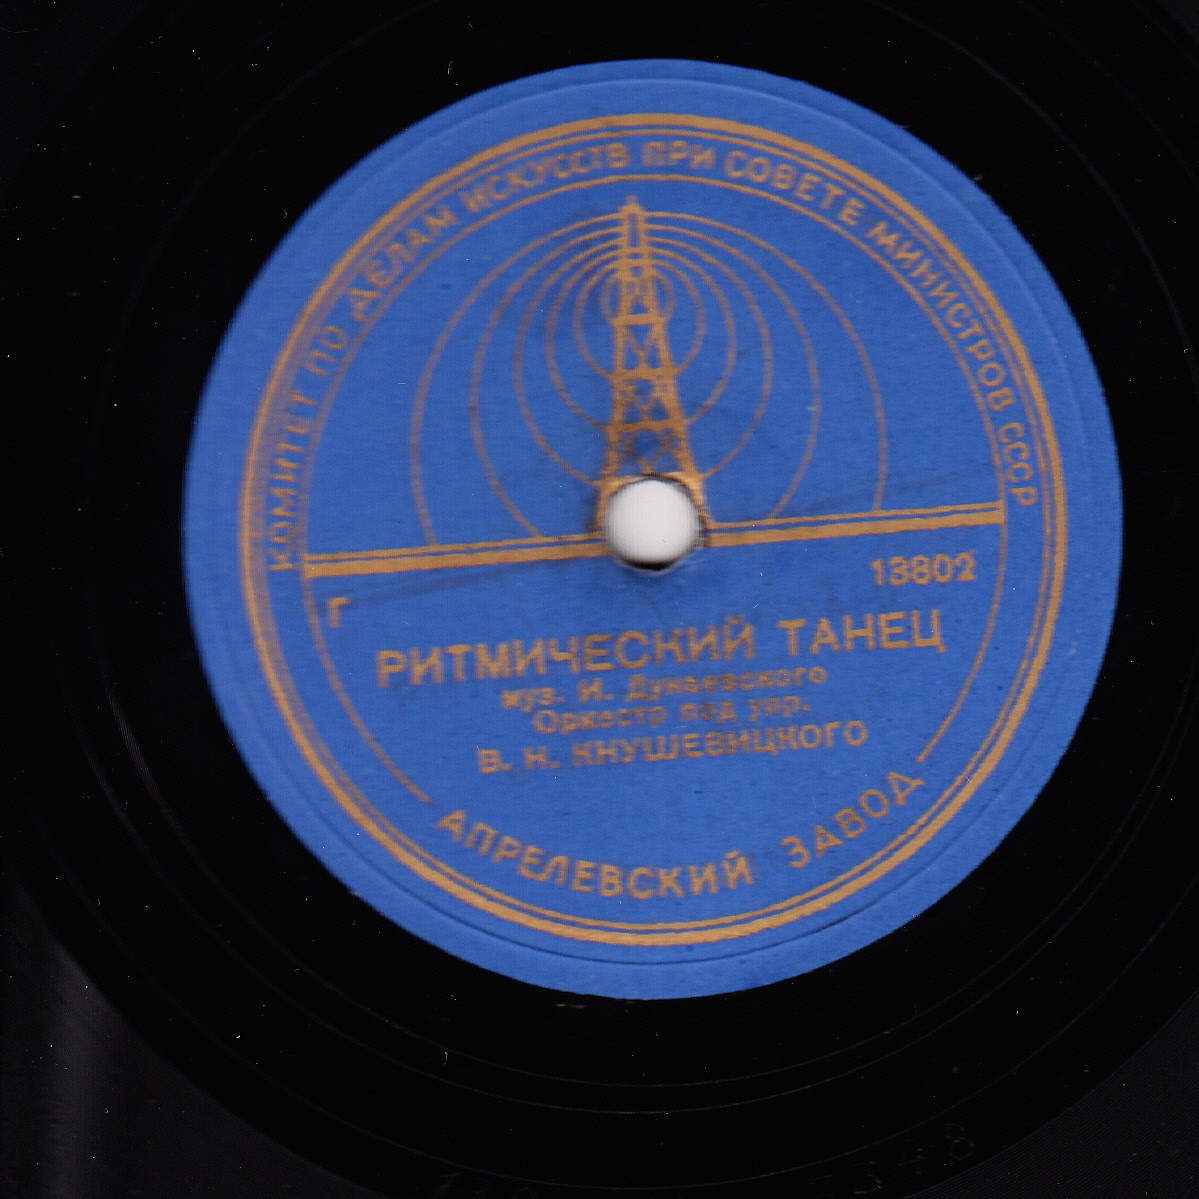 КОМИТЕТ ПО ДЕЛАМ ИСКУССТВ ПРИ СОВЕТЕ МИНИСТРОВ СССР
Г
13802
РИТМИЧЕСКИЙ ТАНЕЦ
муз. И. Дунаевского
Оркестр под упр.
В. Н. КНУШЕВИЦКОГО
АПРЕЛЕВСКИЙ ЗАВОД